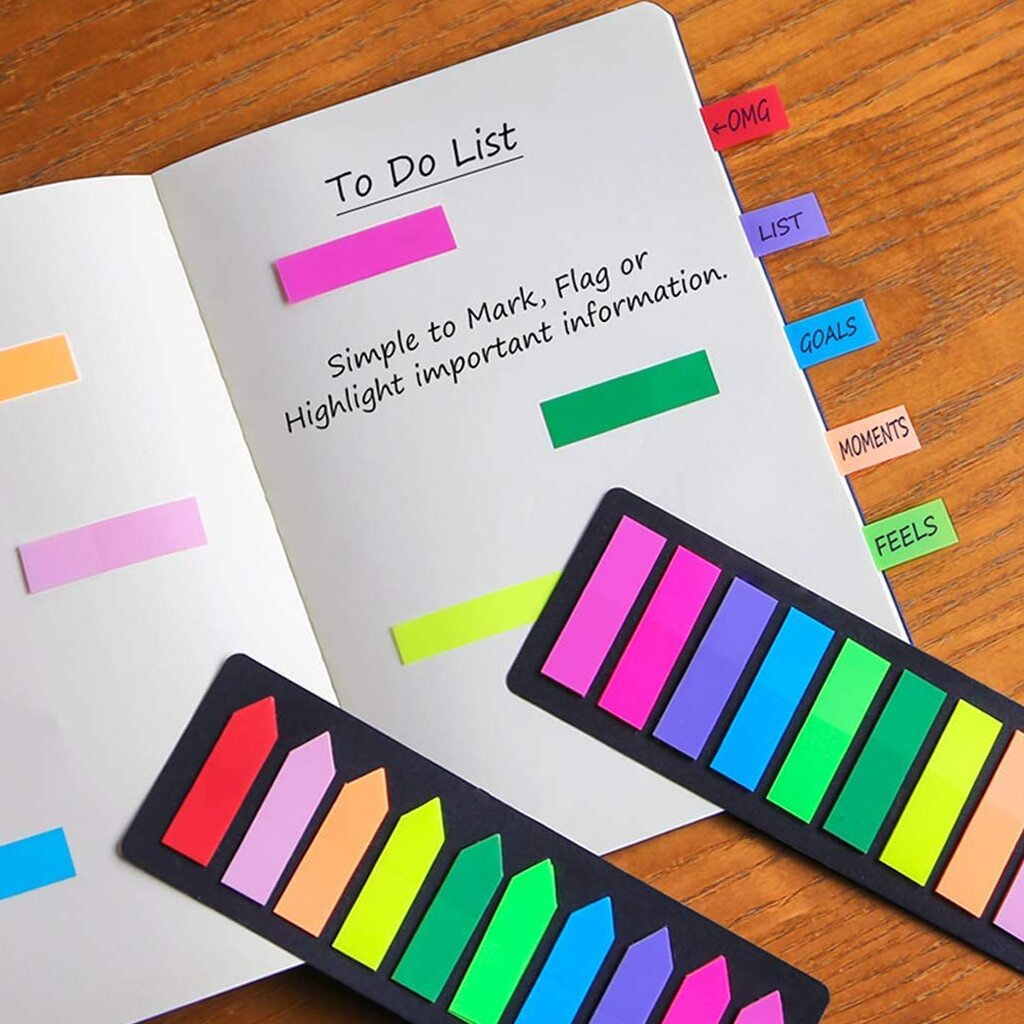 To Do List
Simple to Mark, Flag or
Highlight important information.
←OMG
LIST
GOALS
MOMENTS
FEELS